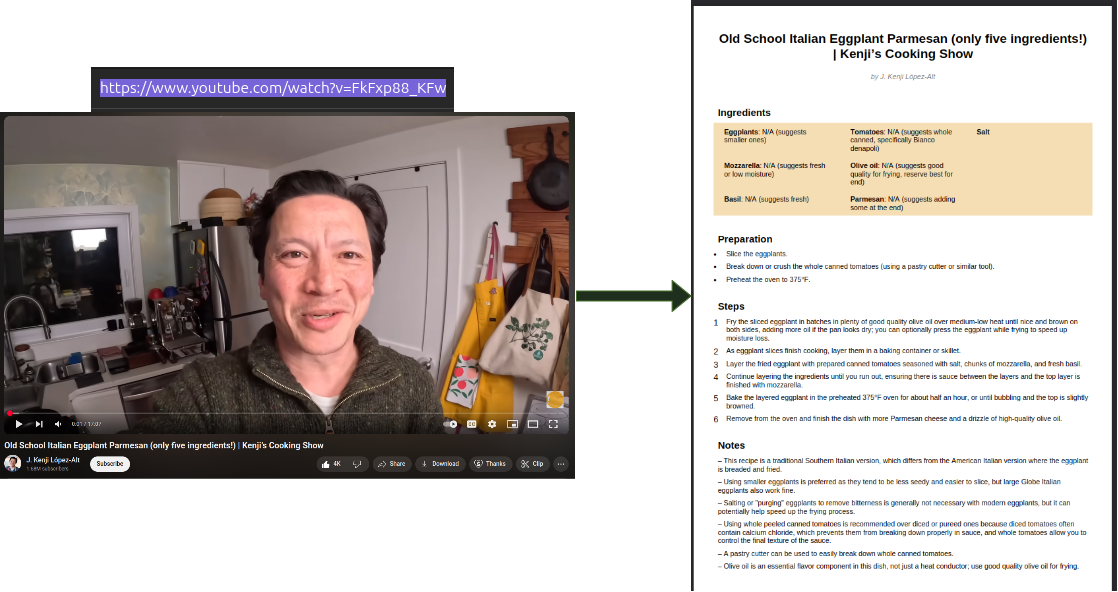 https://www.youtube.com/watch?v=FkFxp88_KFw
0:01 / 17:07
Old School Italian Eggplant Parmesan (only five ingredients!) | Kenji's Cooking Show
J. Kenji López-Alt
1.68M subscribers
Subscribe
4K
Share
Download
Thanks
Clip
Old School Italian Eggplant Parmesan (only five ingredients!)
| Kenji's Cooking Show
by J. Kenji López-Alt
Ingredients
Eggplants: N/A (suggests
smaller ones)
Tomatoes: N/A (suggests whole
canned, specifically Bianco
denapoli)
Salt
Mozzarella: N/A (suggests fresh
or low moisture)
Olive oil: N/A (suggests good
quality for frying, reserve best for
end)
Basil: N/A (suggests fresh)
Parmesan: N/A (suggests adding
some at the end)
Preparation
• Slice the eggplants.
• Break down or crush the whole canned tomatoes (using a pastry cutter or similar tool).
• Preheat the oven to 375°F.
Steps
1 Fry the sliced eggplant in batches in plenty of good quality olive oil over medium-low heat until nice and brown on
both sides, adding more oil if the pan looks dry; you can optionally press the eggplant while frying to speed up
moisture loss.
2 As eggplant slices finish cooking, layer them in a baking container or skillet.
3 Layer the fried eggplant with prepared canned tomatoes seasoned with salt, chunks of mozzarella, and fresh basil.
4 Continue layering the ingredients until you run out, ensuring there is sauce between the layers and the top layer is
finished with mozzarella.
5 Bake the layered eggplant in the preheated 375°F oven for about half an hour, or until bubbling and the top is slightly
browned.
6 Remove from the oven and finish the dish with more Parmesan cheese and a drizzle of high-quality olive oil.
Notes
– This recipe is a traditional Southern Italian version, which differs from the American Italian version where the eggplant
is breaded and fried.
– Using smaller eggplants is preferred as they tend to be less seedy and easier to slice, but large Globe Italian
eggplants also work fine.
– Salting or "purging" eggplants to remove bitterness is generally not necessary with modern eggplants, but it can
potentially help speed up the frying process.
– Using whole peeled canned tomatoes is recommended over diced or pureed ones because diced tomatoes often
contain calcium chloride, which prevents them from breaking down properly in sauce, and whole tomatoes allow you to
control the final texture of the sauce.
– A pastry cutter can be used to easily break down whole canned tomatoes.
– Olive oil is an essential flavor component in this dish, not just a heat conductor; use good quality olive oil for frying.